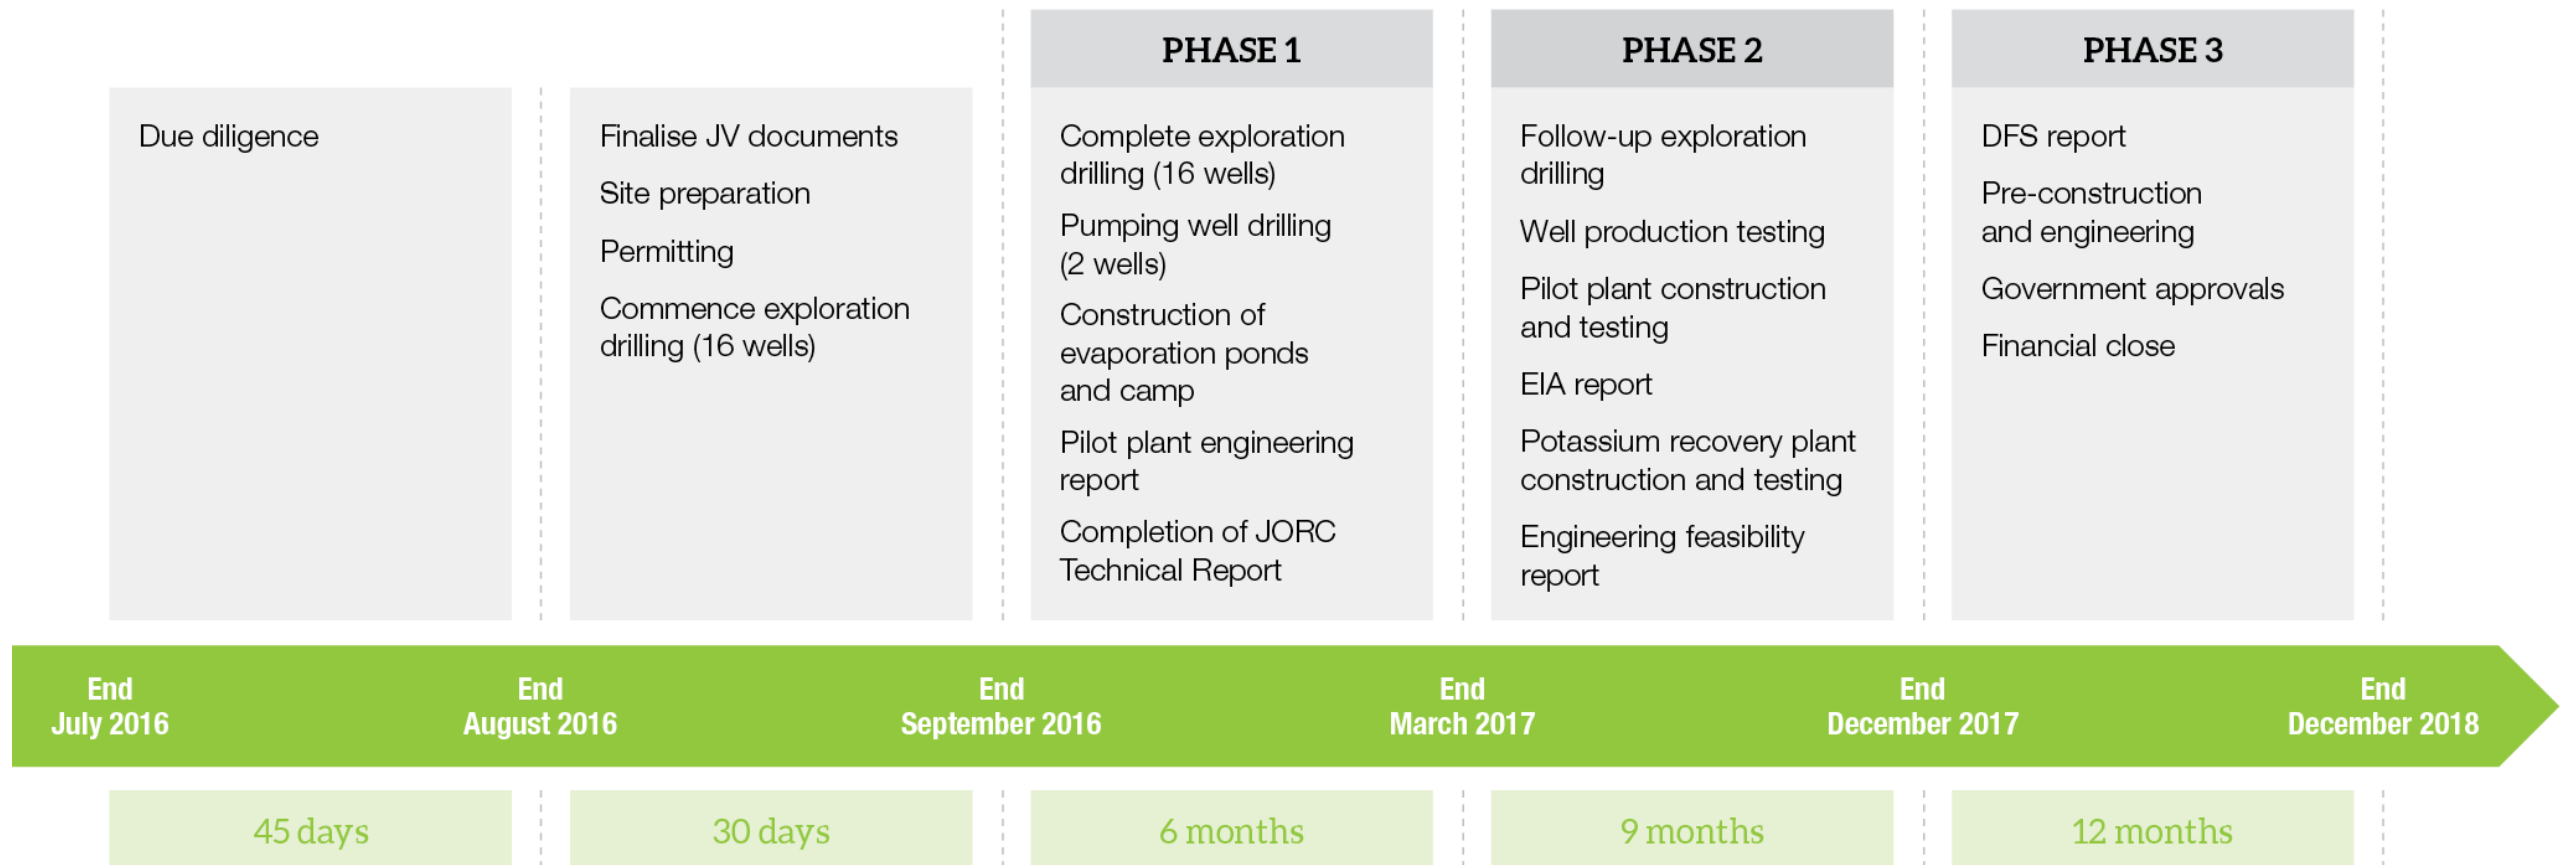 Due diligence
Finalise JV documents
Site preparation
Permitting
Commence exploration
drilling (16 wells)
PHASE 1
Complete exploration
drilling (16 wells)
Pumping well drilling
(2 wells)
Construction of
evaporation ponds
and camp
Pilot plant engineering
report
Completion of JORC
Technical Report
PHASE 2
Follow-up exploration
drilling
Well production testing
Pilot plant construction
and testing
EIA report
Potassium recovery plant
construction and testing
Engineering feasibility
report
PHASE 3
DFS report
Pre-construction
and engineering
Government approvals
Financial close
End
July 2016
End
August 2016
End
September 2016
End
March 2017
End
December 2017
End
December 2018
45 days
30 days
6 months
9 months
12 months